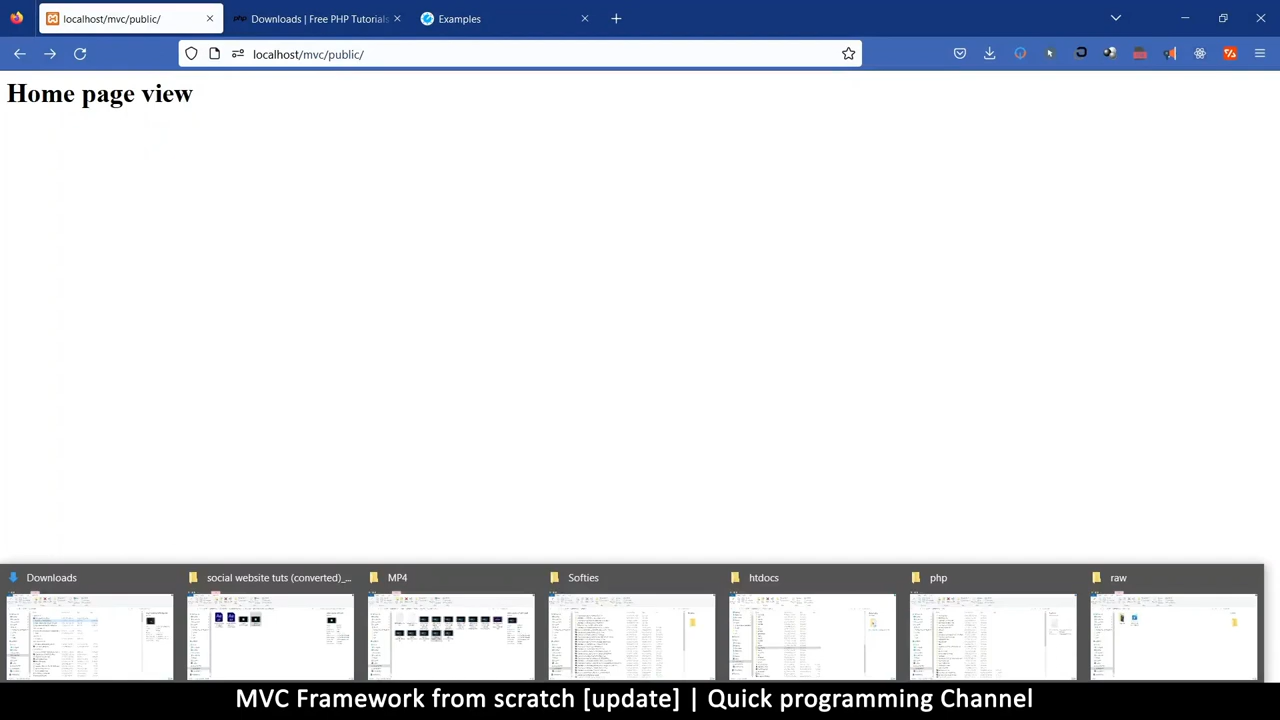 localhost/mvc/public/
Downloads | Free PHP Tutorials
Examples
localhost/mvc/public/
Home page view
Downloads
social website tuts (converted)_...
MP4
Softies
htdocs
php
raw
MVC Framework from scratch [update] | Quick programming Channel